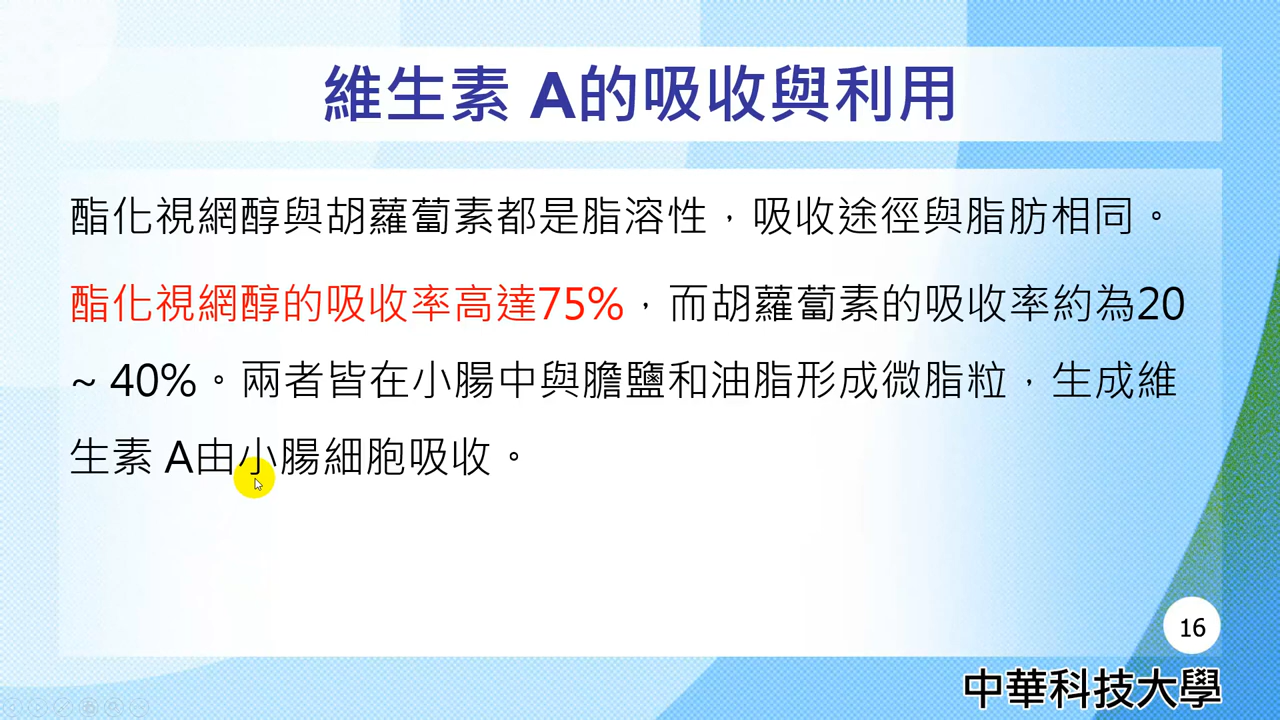 維生素 A的吸收與利用
酯化視網醇與胡蘿蔔素都是脂溶性，吸收途徑與脂肪相同。
酯化視網醇的吸收率高達75%，而胡蘿蔔素的吸收率約為20
~ 40%。兩者皆在小腸中與膽鹽和油脂形成微脂粒，生成維
生素 A由小腸細胞吸收。
16
中華科技大學